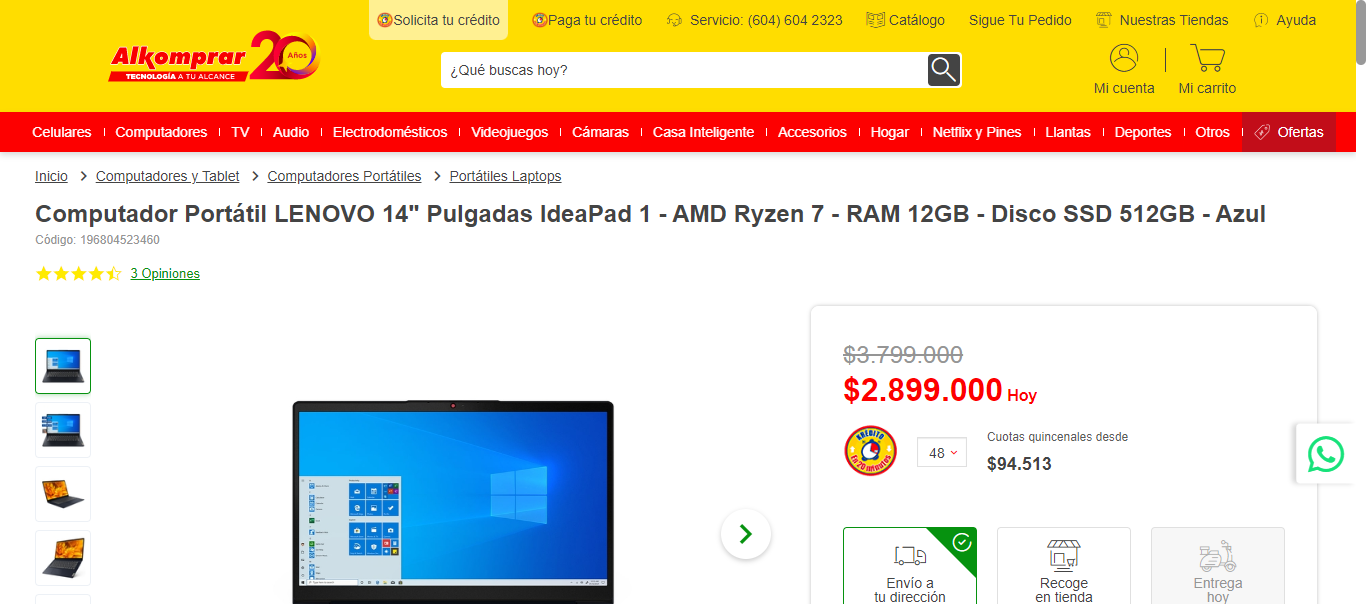 Solicita tu crédito
Paga tu crédito
Servicio: (604) 604 2323
Catálogo
Sigue Tu Pedido
Nuestras Tiendas
Ayuda
Alkomprar
TECNOLOGÍA A TU ALCANCE
20 Años
¿Qué buscas hoy?
Mi cuenta
Mi carrito
Celulares
Computadores
TV
Audio
Electrodomésticos
Videojuegos
Cámaras
Casa Inteligente
Accesorios
Hogar
Netflix y Pines
Llantas
Deportes
Otros
Ofertas
Inicio
Computadores y Tablet
Computadores Portátiles
Portátiles Laptops
Computador Portátil LENOVO 14" Pulgadas IdeaPad 1 - AMD Ryzen 7 - RAM 12GB - Disco SSD 512GB - Azul
Código: 196804523460
3 Opiniones
$3.799.000
$2.899.000 Hoy
KRÉDITO
En 20 minutos
48
Cuotas quincenales desde
$94.513
Envío a
tu dirección
Recoge
en tienda
Entrega
hoy